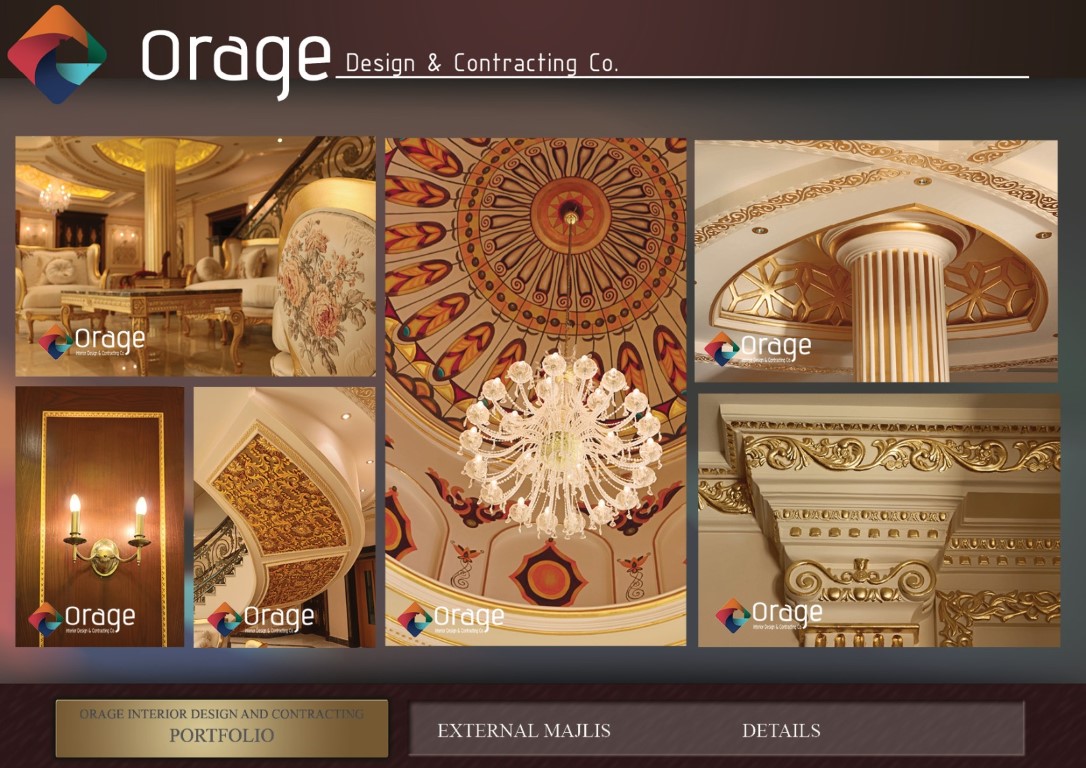 Orage Design & Contracting Co.
Orage
Interior Design & Contracting Co.
Orage
Interior Design & Contracting Co.
Orage
Interior Design & Contracting Co.
Orage
Interior Design & Contracting Co.
Orage
Interior Design & Contracting Co.
Orage
Interior Design & Contracting Co.
ORAGE INTERIOR DESIGN AND CONTRACTING
PORTFOLIO
EXTERNAL MAJLIS
DETAILS